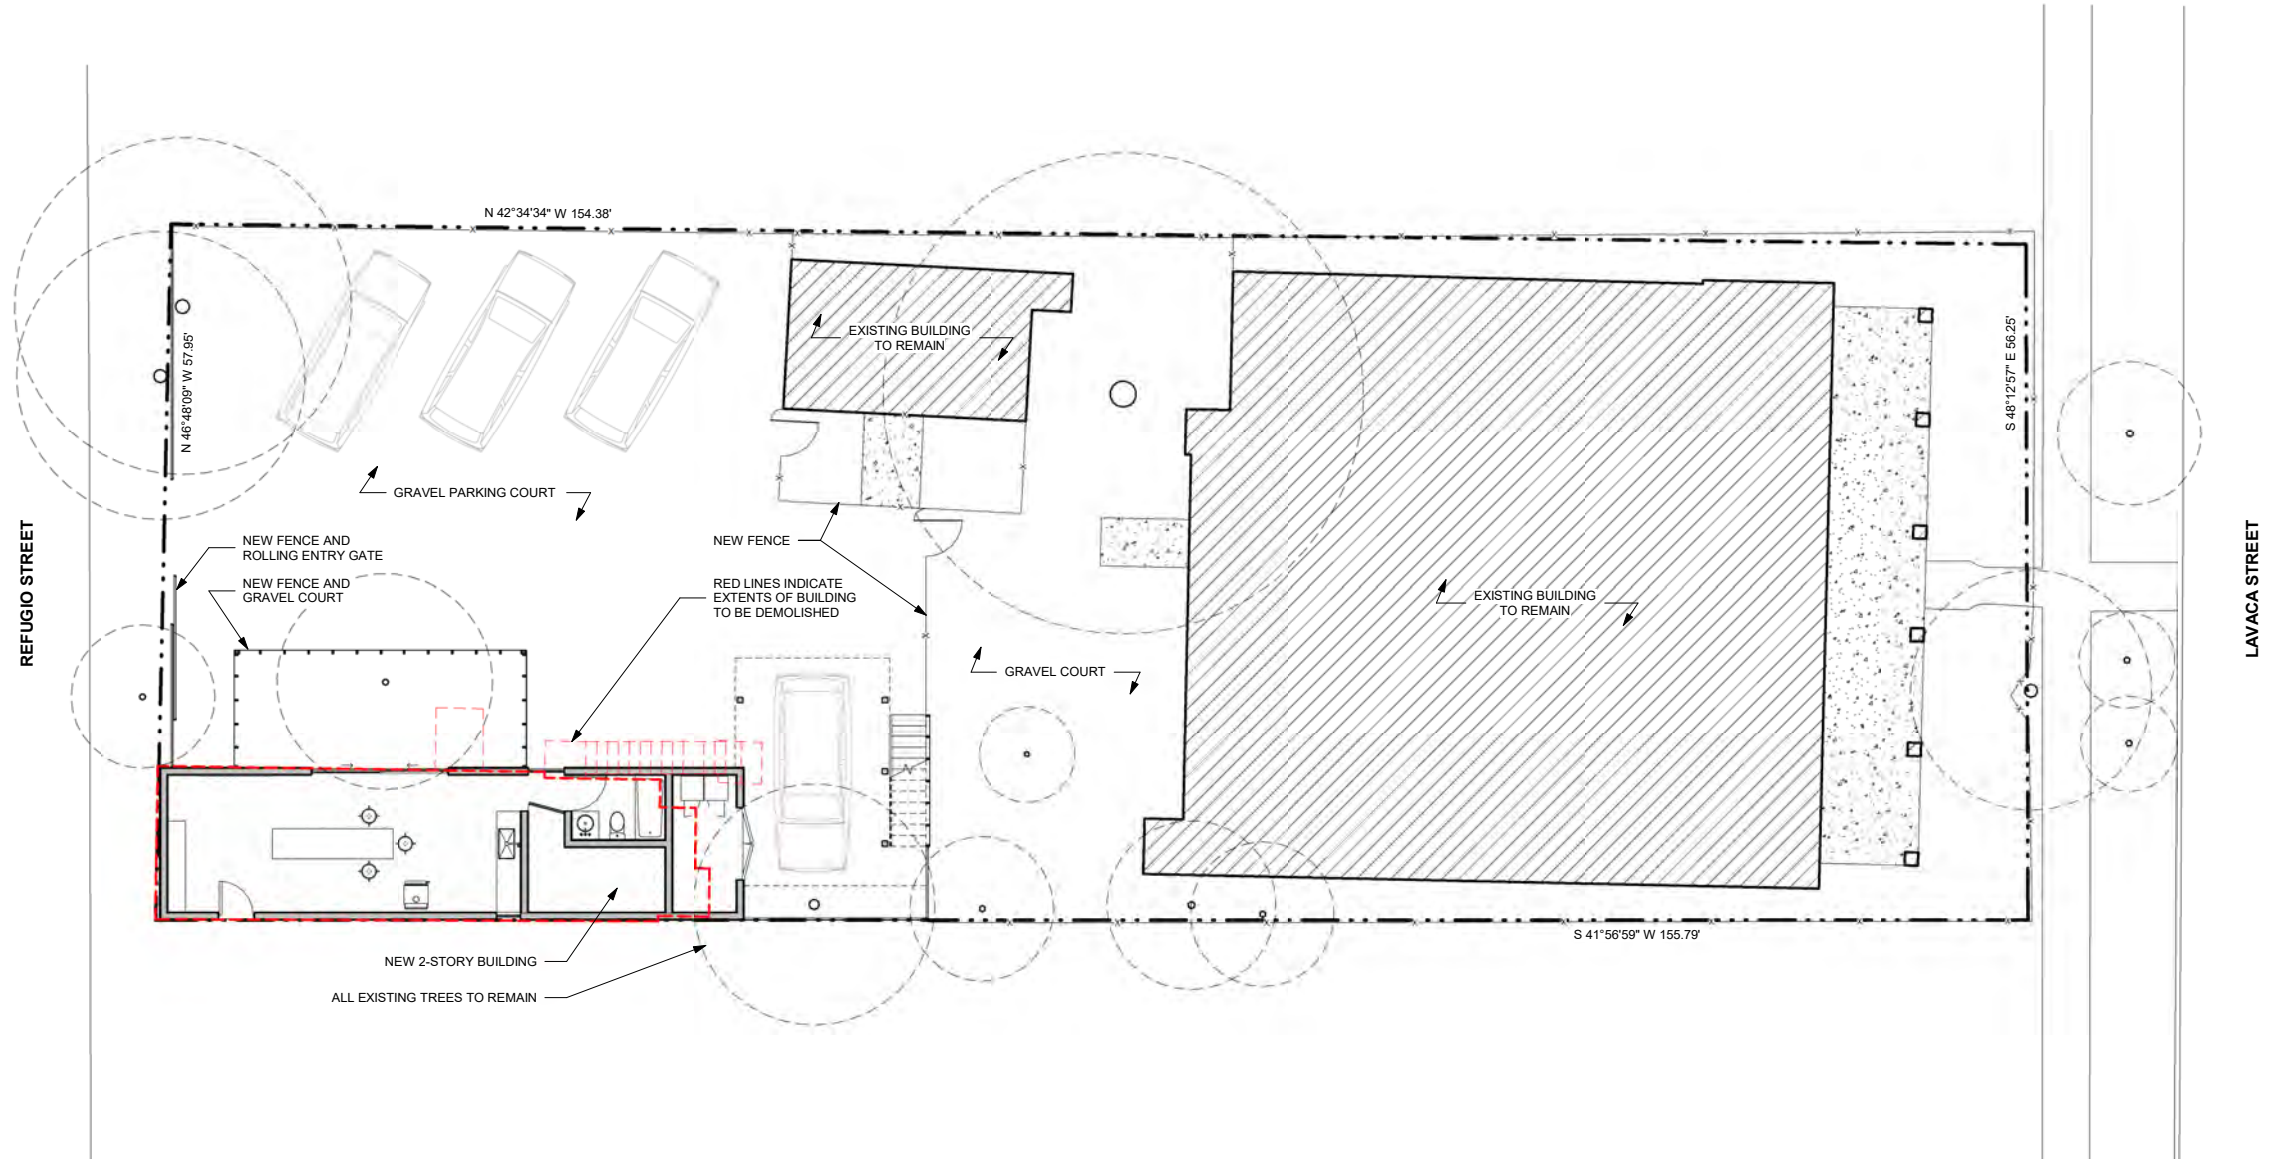 N 42°34'34" W 154.38'
N 46°48'09" W 57.95'
S 48°12'57" E 56.25'
EXISTING BUILDING
TO REMAIN
GRAVEL PARKING COURT
NEW FENCE AND
ROLLING ENTRY GATE
NEW FENCE AND
GRAVEL COURT
NEW FENCE
RED LINES INDICATE
EXTENTS OF BUILDING
TO BE DEMOLISHED
EXISTING BUILDING
TO REMAIN
GRAVEL COURT
REFUGIO STREET
LAVACA STREET
S 41°56'59" W 155.79'
NEW 2-STORY BUILDING
ALL EXISTING TREES TO REMAIN